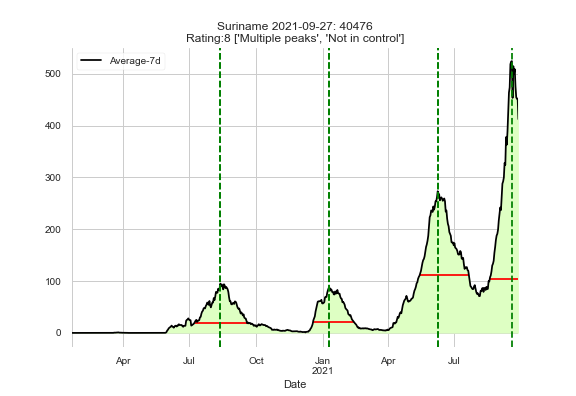 Suriname 2021-09-27: 40476
Rating:8 ['Multiple peaks', 'Not in control']
Average-7d
500
400
300
200
100
0
Apr Jul Oct Jan Apr Jul
2021
Date